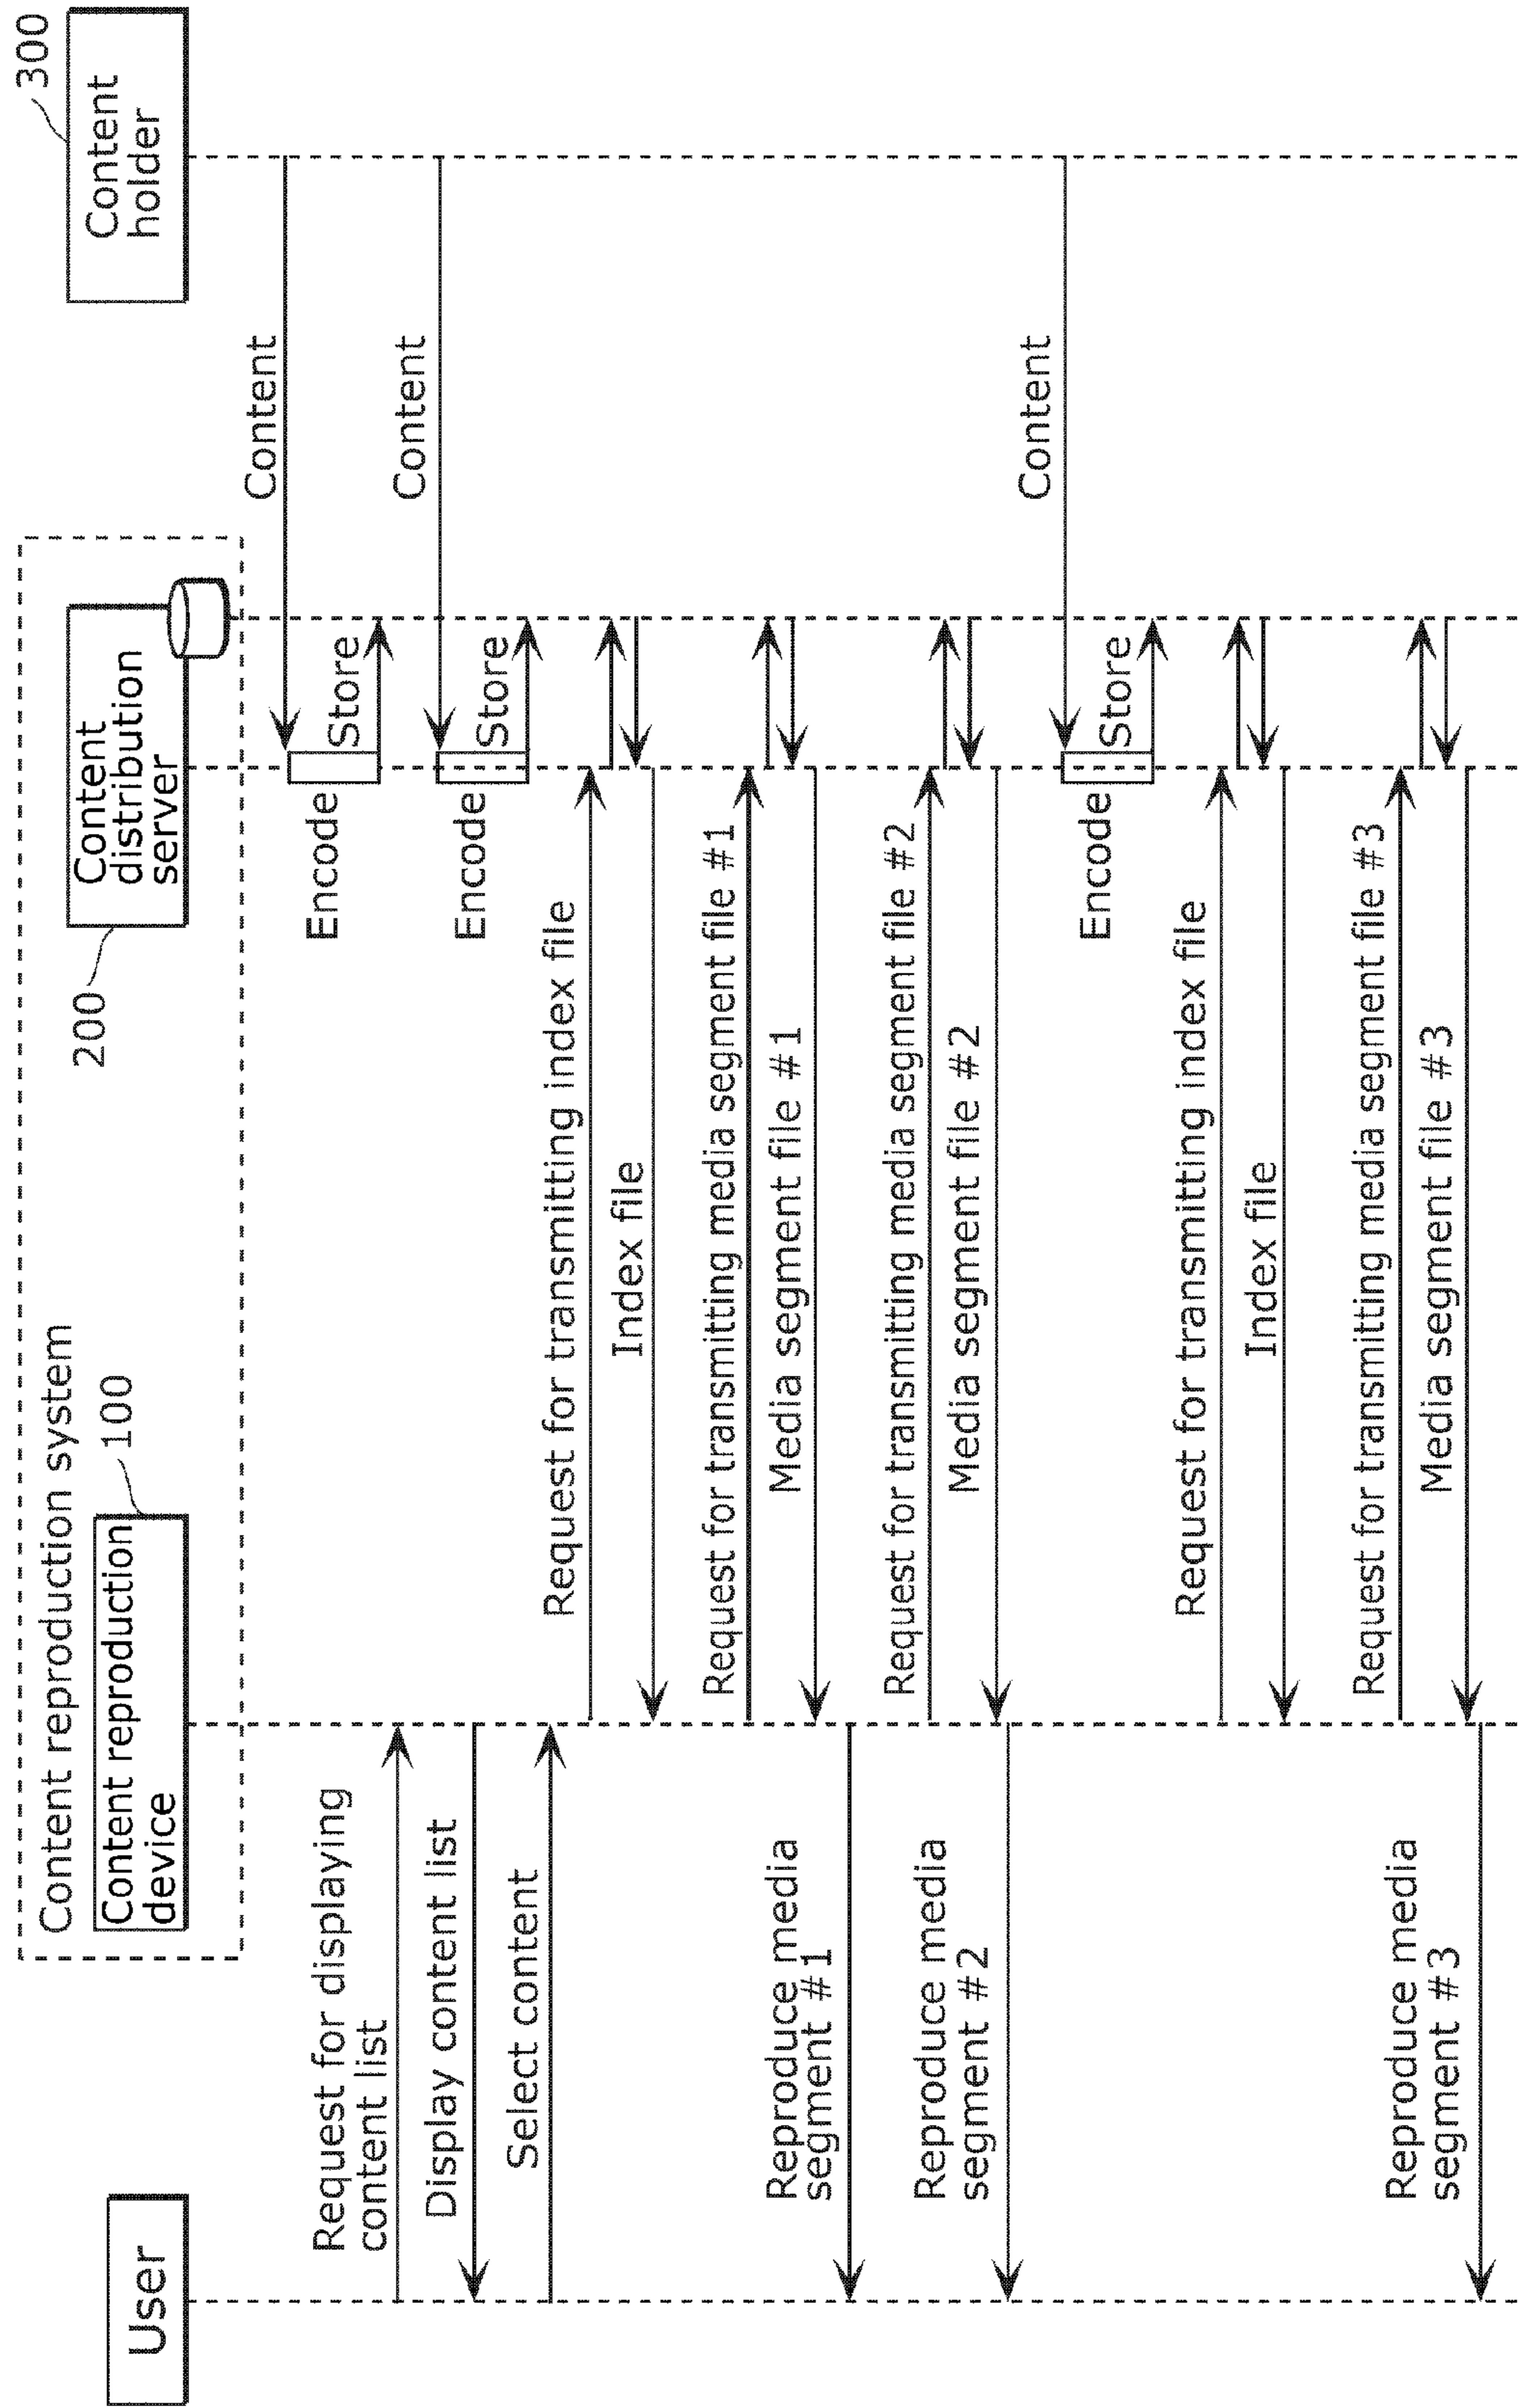 Content reproduction system
User
Content reproduction
device
100
200
Content
distribution
server
Content
holder
300
Content
Encode
Store
Request for displaying
content list
Content
Display content list
Encode
Store
Select content
Request for transmitting index file
Index file
Request for transmitting media segment file #1
Media segment file #1
Reproduce media
segment #1
Request for transmitting media segment file #2
Media segment file #2
Reproduce media
segment #2
Content
Encode
Store
Request for transmitting index file
Index file
Request for transmitting media segment file #3
Media segment file #3
Reproduce media
segment #3